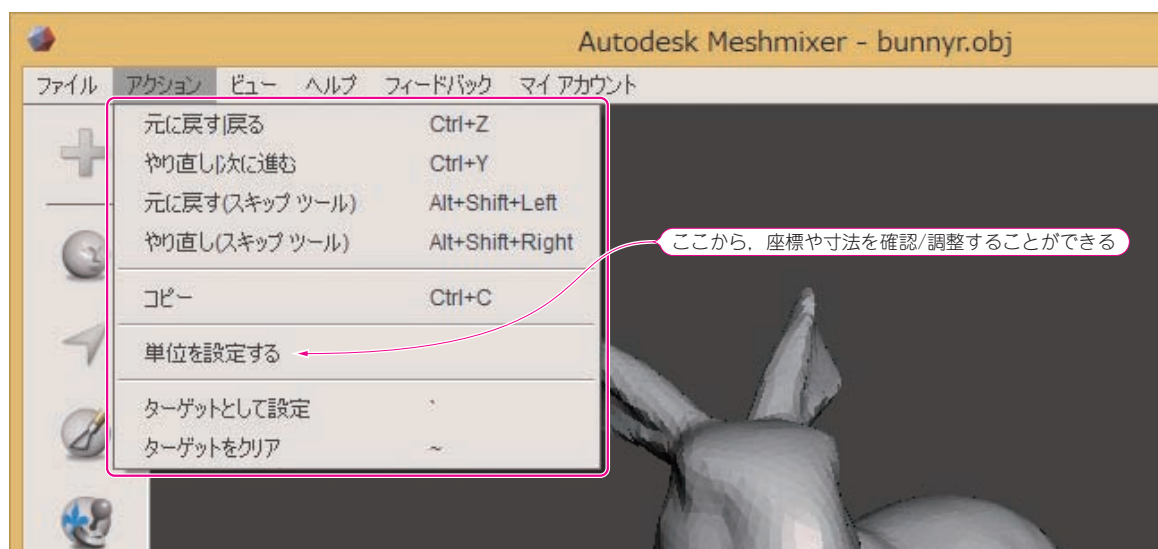 Autodesk Meshmixer - bunnyr.obj
ファイル アクション ビュー ヘルプ フィードバック マイ アカウント
元に戻す|戻る Ctrl+Z
やり直し|次に進む Ctrl+Y
元に戻す(スキップ ツール) Alt+Shift+Left
やり直し(スキップ ツール) Alt+Shift+Right
ここから，座標や寸法を確認/調整することができる
コピー Ctrl+C
単位を設定する
ターゲットとして設定 `
ターゲットをクリア ~